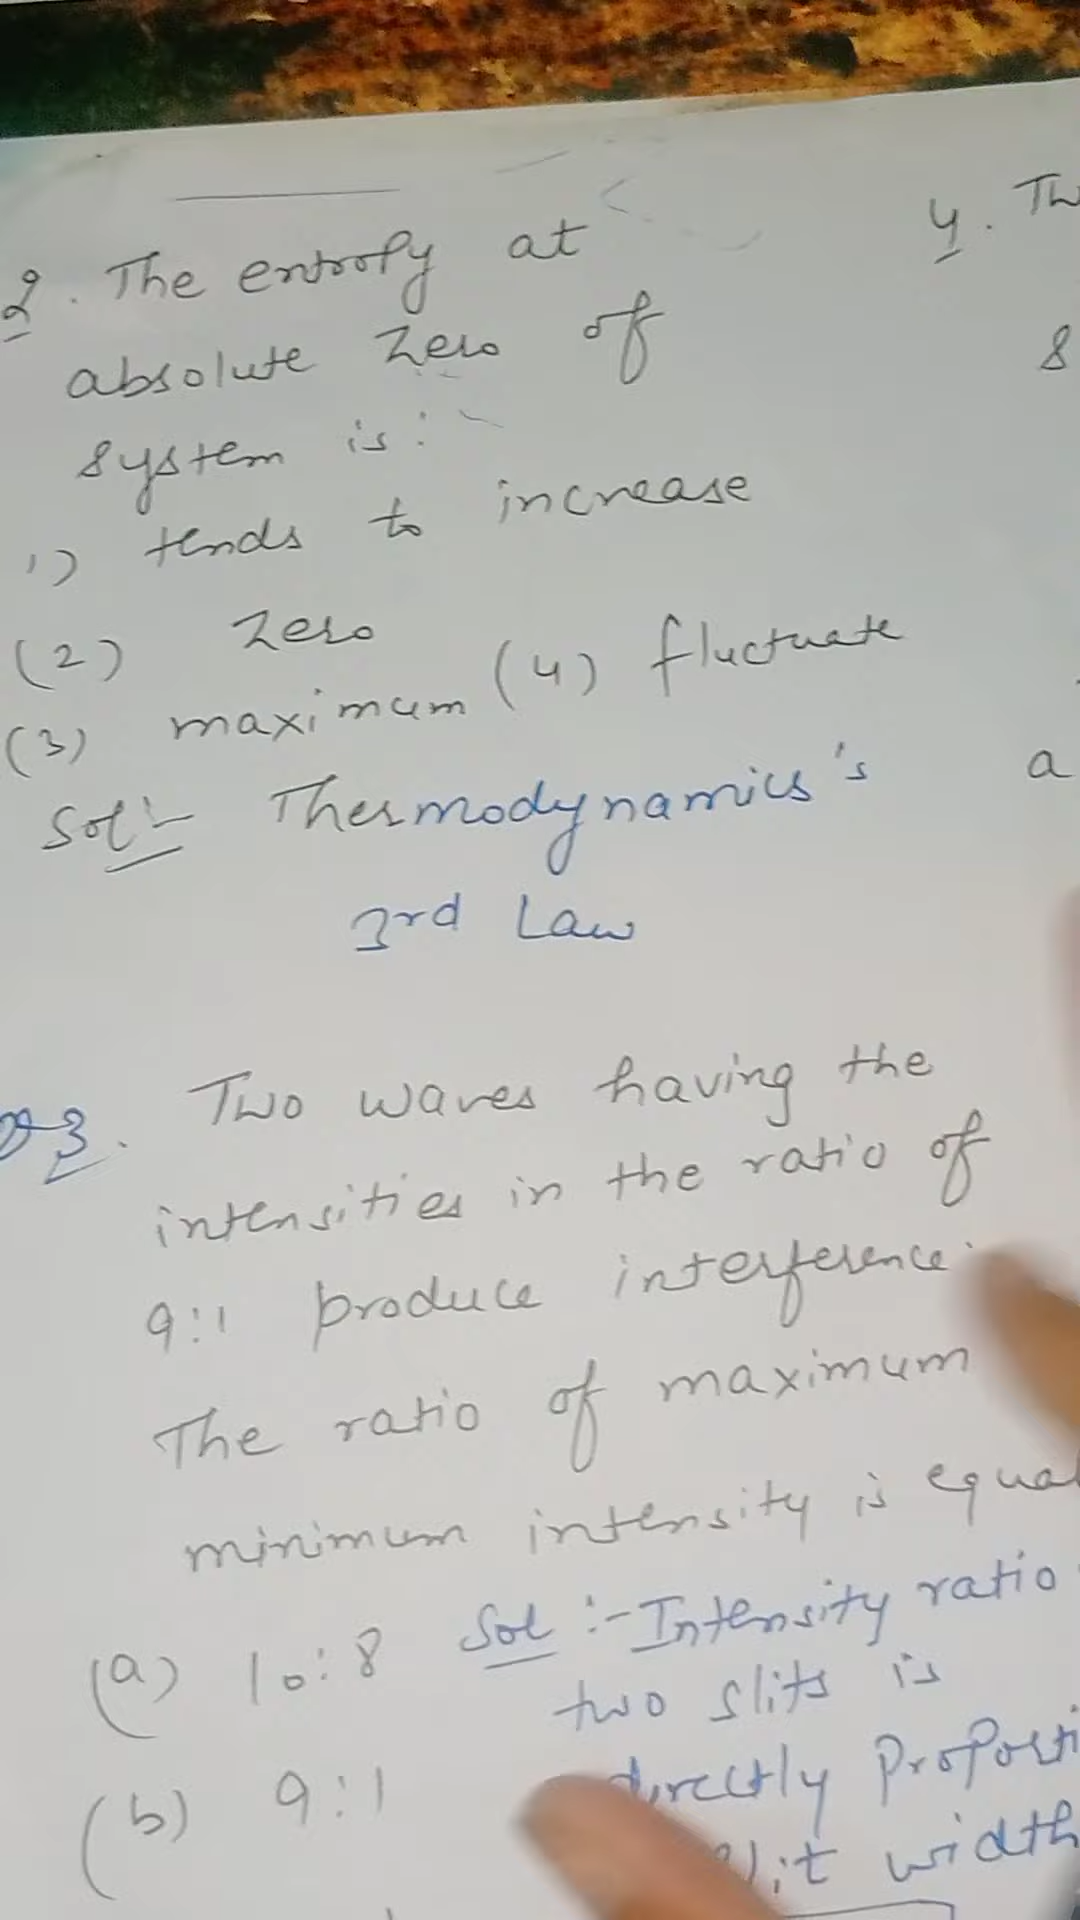 2. The entropy at
absolute zero of
system is:
1) tends to increase
(2) zero
(3) maximum (4) fluctuate
Sol:- Thermodynamics's
3rd Law
3. Two waves having the
intensities in the ratio of
9:1 produce interference.
The ratio of maximum
minimum intensity is
(a) 10:8
(b) 9:1
Sol :- Intensity ratio
two slits is
directly
width
4.
8
a